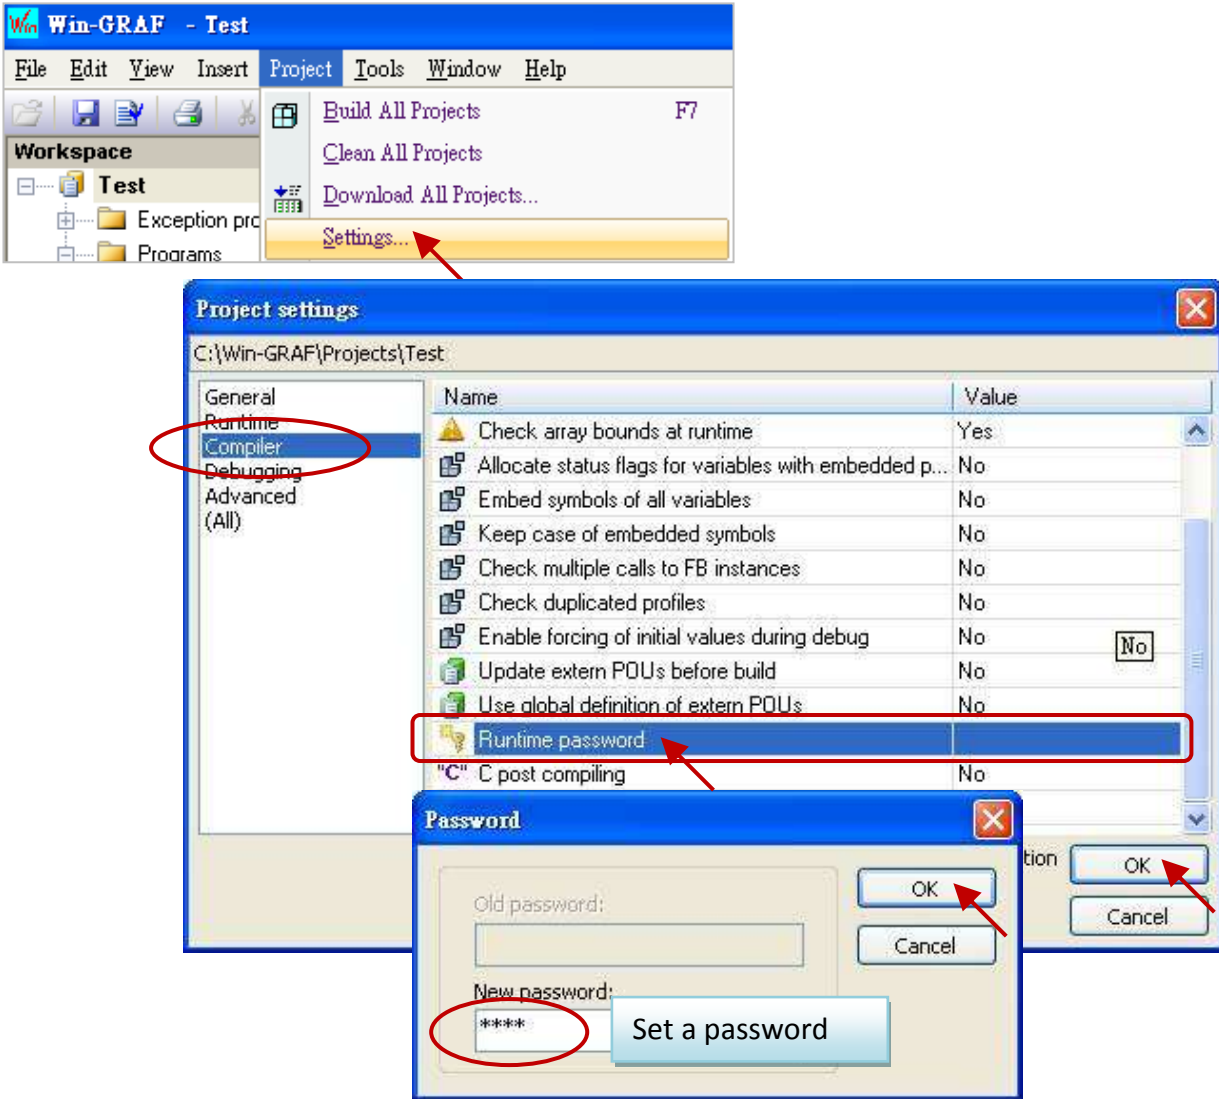 Win Win-GRAF - Test
File Edit View Insert Project Tools Window Help
Build All Projects F7
Workspace
Clean All Projects
Test
Download All Projects...
Exception pro
Settings...
Programs
Project settings
C:\Win-GRAF\Projects\Test
General
Runtime
Compiler
Debugging
Advanced
(All)
Name Value
Check array bounds at runtime Yes
Allocate status flags for variables with embedded p... No
Embed symbols of all variables No
Keep case of embedded symbols No
Check multiple calls to FB instances No
Check duplicated profiles No
Enable forcing of initial values during debug No
No
Update extern POUs before build No
Use global definition of extern POUs No
Runtime password
"C" C post compiling No
tion
OK
Cancel
Password
Old password:
OK
Cancel
New password:
****
Set a password